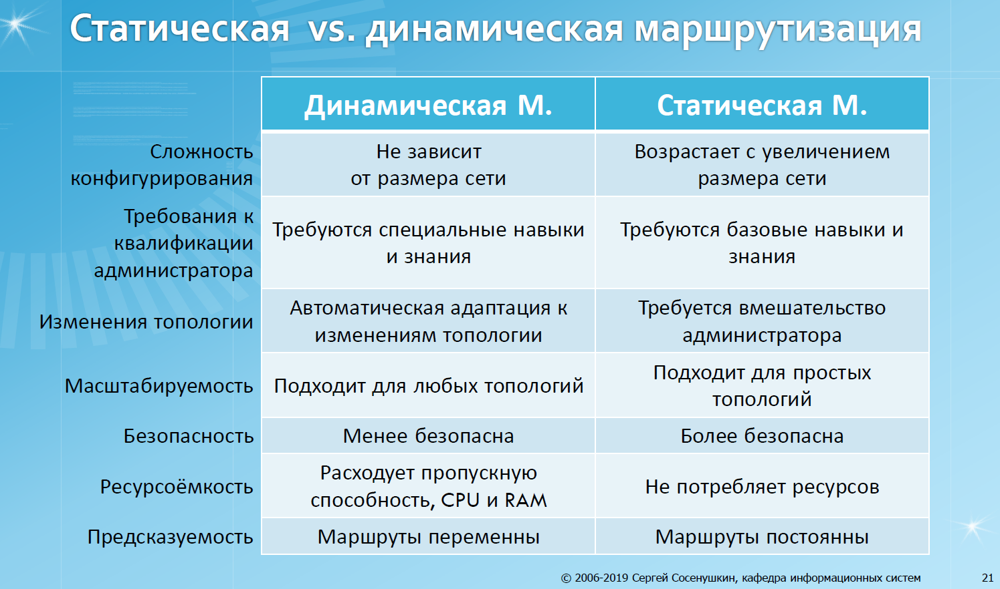 Статическая vs. динамическая маршрутизация
Динамическая М.
Статическая М.
Сложность
конфигурирования
Не зависит
от размера сети
Возрастает с увеличением
размера сети
Требования к
квалификации
администратора
Требуются специальные навыки
и знания
Требуются базовые навыки и
знания
Изменения топологии
Автоматическая адаптация к
изменениям топологии
Требуется вмешательство
администратора
Масштабируемость
Подходит для любых топологий
Подходит для простых
топологий
Безопасность
Менее безопасна
Более безопасна
Ресурсоёмкость
Расходует пропускную
способность, CPU и RAM
Не потребляет ресурсов
Предсказуемость
Маршруты переменны
Маршруты постоянны
© 2006-2019 Сергей Сосенушкин, кафедра информационных систем
21